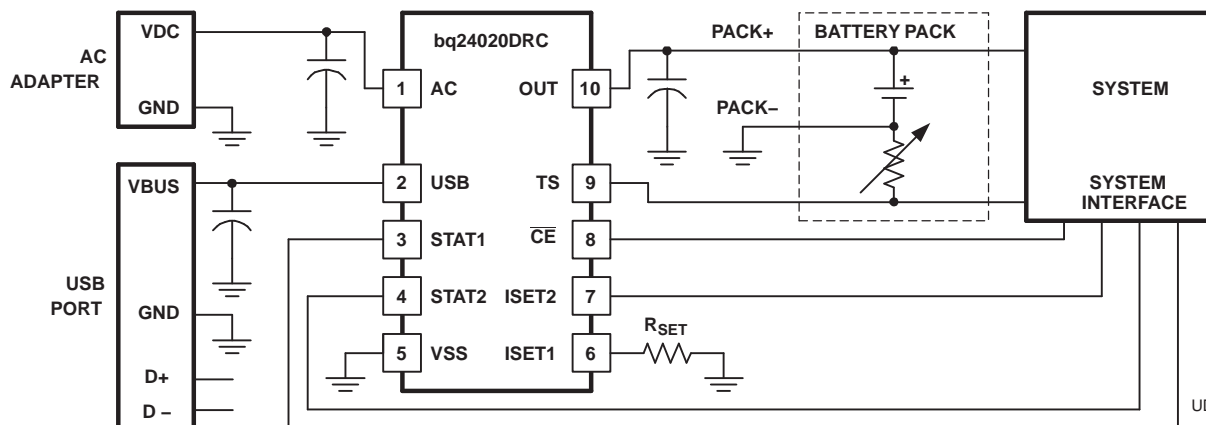 AC
ADAPTER
VDC
GND
USB
PORT
VBUS
GND
D+
D –
bq24020DRC
1 AC
2 USB
3 STAT1
4 STAT2
5 VSS
OUT 10
TS 9
CE 8
ISET2 7
ISET1 6
RSET
PACK+
PACK–
BATTERY PACK
+
SYSTEM
SYSTEM
INTERFACE